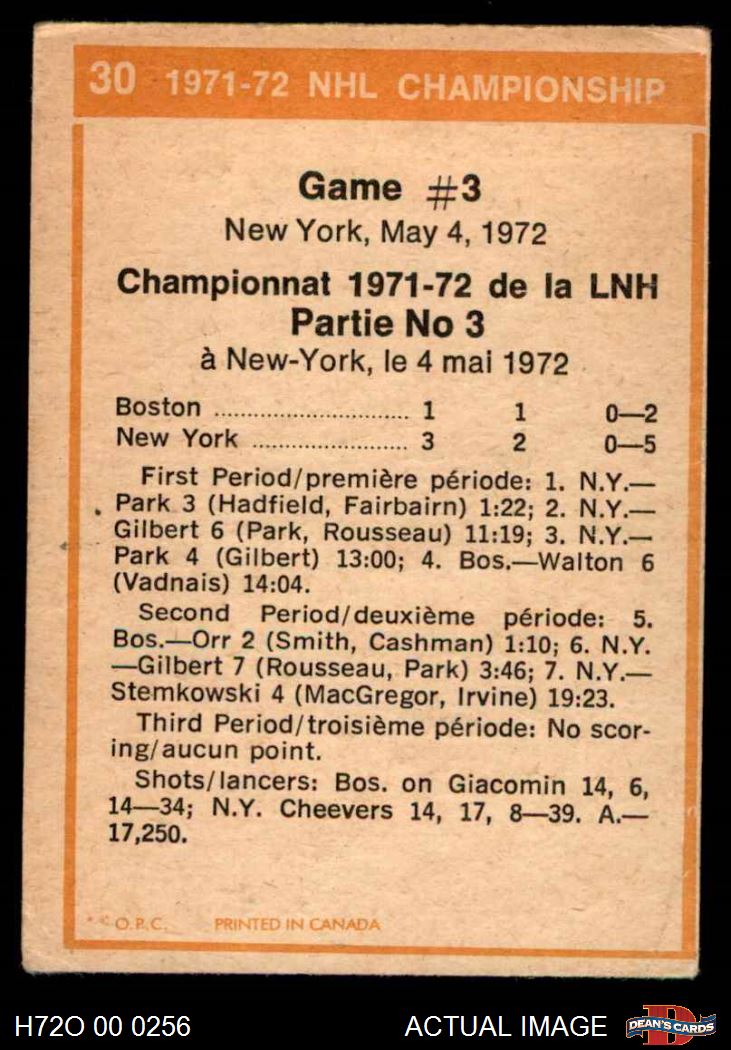 30 1971-72 NHL CHAMPIONSHIP
Game #3
New York, May 4, 1972
Championnat 1971-72 de la LNH
Partie No 3
à New-York, le 4 mai 1972
Boston ............................ 1 1 0—2
New York ...................... 3 2 0—5
First Period/première période: 1. N.Y.—
Park 3 (Hadfield, Fairbairn) 1:22; 2. N.Y.—
Gilbert 6 (Park, Rousseau) 11:19; 3. N.Y.—
Park 4 (Gilbert) 13:00; 4. Bos.—Walton 6
(Vadnais) 14:04.
Second Period/deuxième période: 5.
Bos.—Orr 2 (Smith, Cashman) 1:10; 6. N.Y.
—Gilbert 7 (Rousseau, Park) 3:46; 7. N.Y.—
Stemkowski 4 (MacGregor, Irvine) 19:23.
Third Period/troisième période: No scor-
ing/aucun point.
Shots/lancers: Bos. on Giacomin 14, 6,
14—34; N.Y. Cheevers 14, 17, 8—39. A.—
17,250.
O.P.C. PRINTED IN CANADA
H72O 00 0256 ACTUAL IMAGE D DEAN'S CARDS